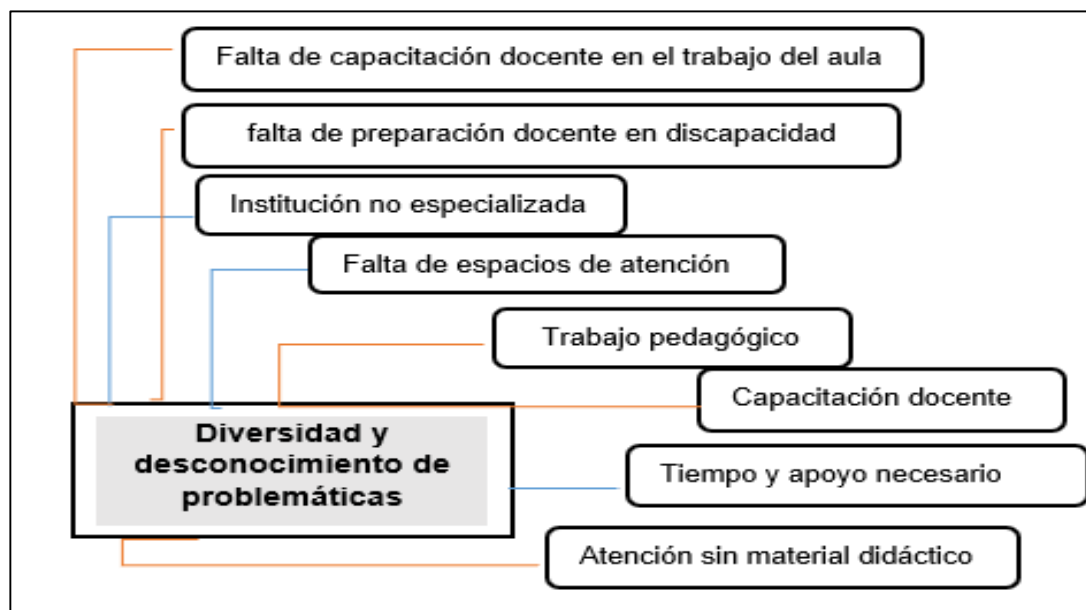 Falta de capacitación docente en el trabajo del aula
falta de preparación docente en discapacidad
Institución no especializada
Falta de espacios de atención
Trabajo pedagógico
Capacitación docente
Diversidad y
desconocimiento de
problemáticas
Tiempo y apoyo necesario
Atención sin material didáctico